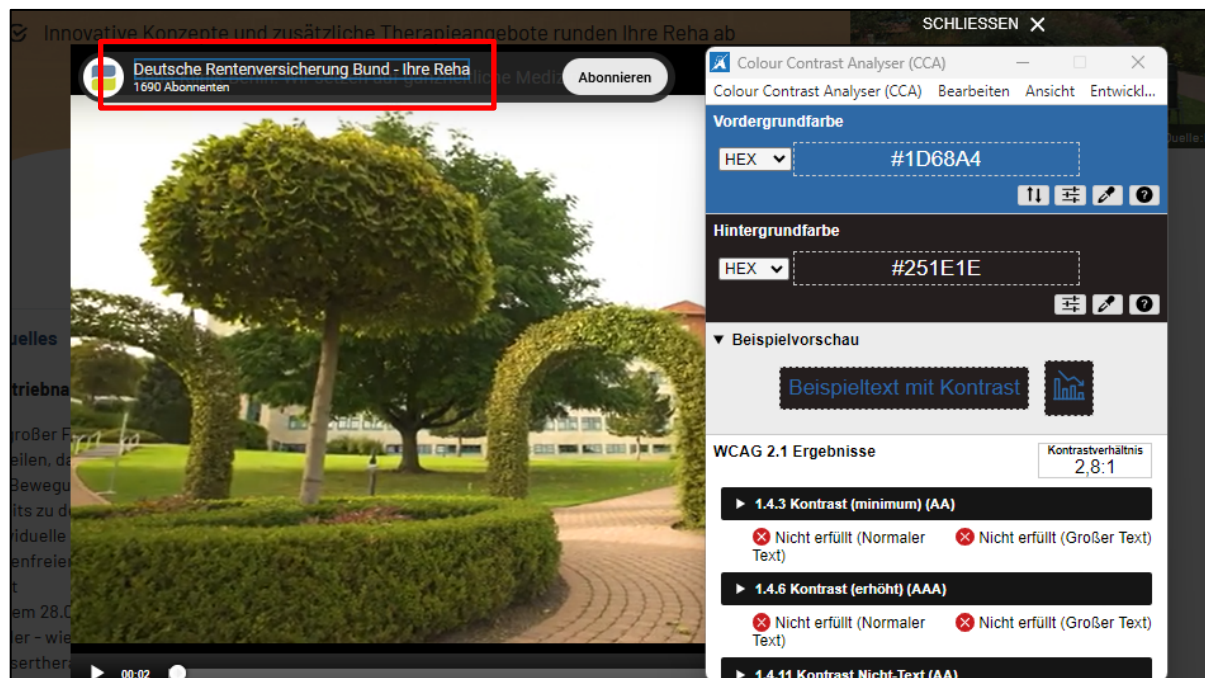 Innovative Konzepte und zusätzliche Therapieangebote runden Ihre Reha ab
SCHLIESSEN
Deutsche Rentenversicherung Bund - Ihre Reha
1690 Abonnenten
Abonnieren
uelles
triebna
großer F
eilen, da
Bewegu
its zu de
viduelle
enfreier
t
em 28.0
er - wie
sserthera
00:02
Quelle:
Colour Contrast Analyser (CCA)
Colour Contrast Analyser (CCA) Bearbeiten Ansicht Entwickl...
Vordergrundfarbe
HEX #1D68A4
Hintergrundfarbe
HEX #251E1E
Beispielvorschau
Beispieltext mit Kontrast
WCAG 2.1 Ergebnisse
Kontrastverhältnis
2,8:1
1.4.3 Kontrast (minimum) (AA)
Nicht erfüllt (Normaler Nicht erfüllt (Großer Text)
Text)
1.4.6 Kontrast (erhöht) (AAA)
Nicht erfüllt (Normaler Nicht erfüllt (Großer Text)
Text)
1.4.11 Kontrast Nicht-Text (AA)